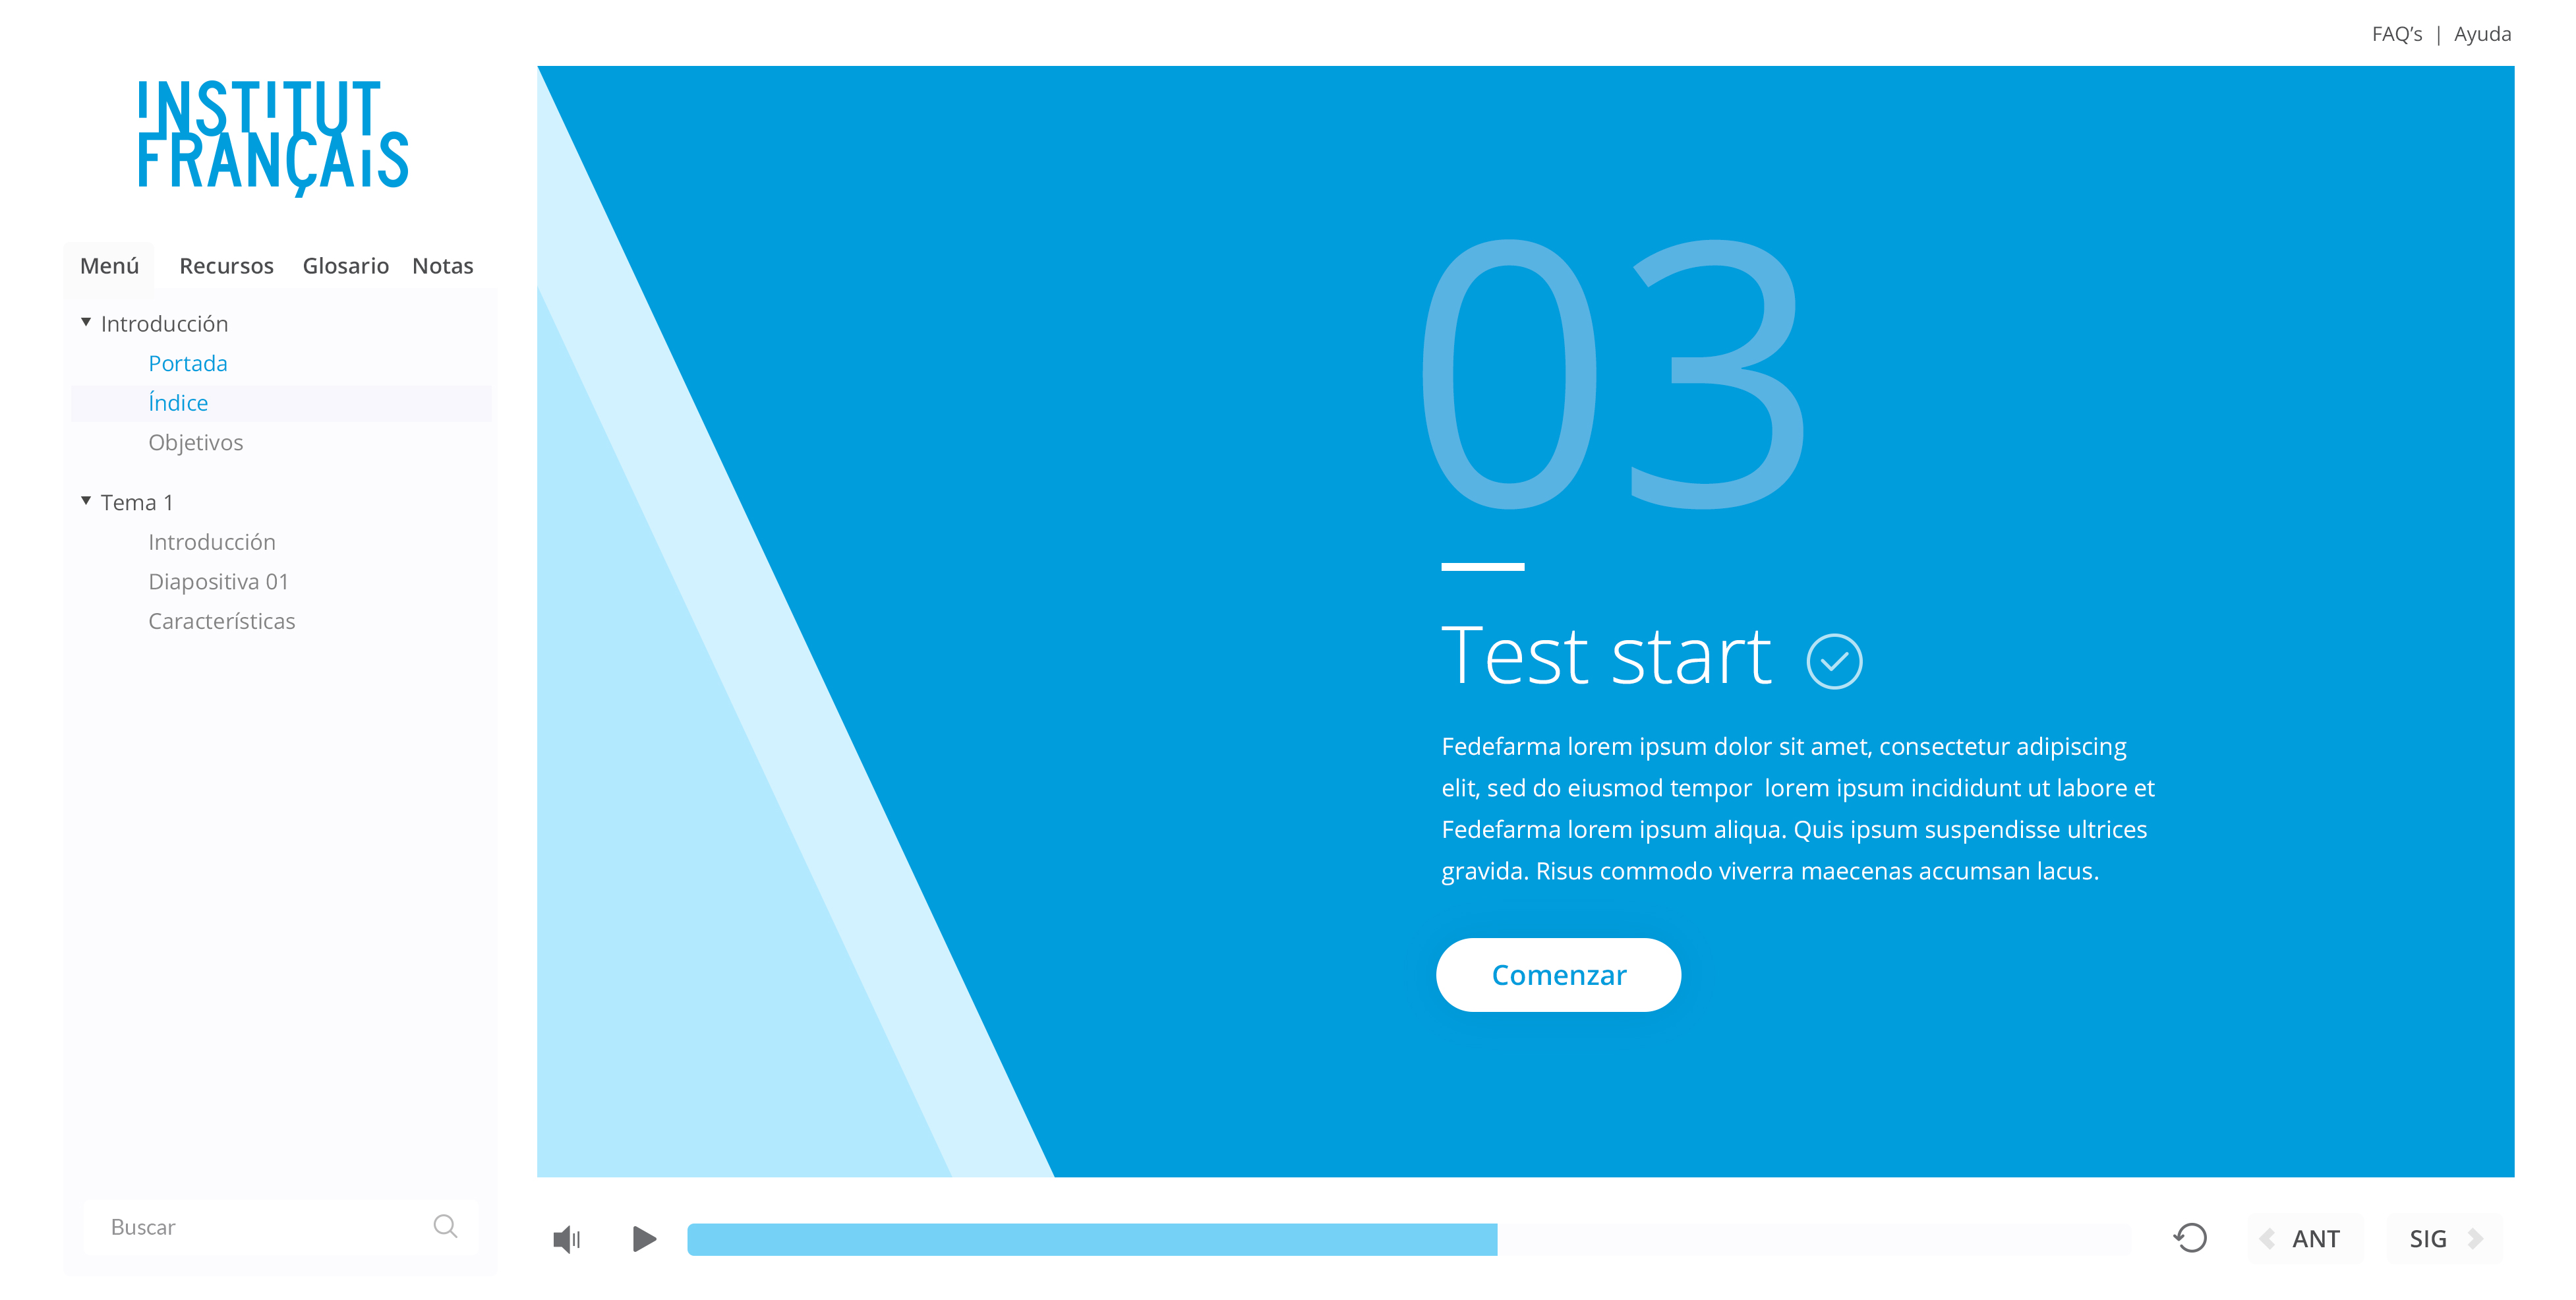 FAQ’s | Ayuda
INSTITUT
FRANÇAIS
Menú Recursos Glosario Notas
Introducción
Portada
Índice
Objetivos
Tema 1
Introducción
Diapositiva 01
Características
Buscar
03
Test start
Fedefarma lorem ipsum dolor sit amet, consectetur adipiscing
elit, sed do eiusmod tempor lorem ipsum incididunt ut labore et
Fedefarma lorem ipsum aliqua. Quis ipsum suspendisse ultrices
gravida. Risus commodo viverra maecenas accumsan lacus.
Comenzar
ANT SIG